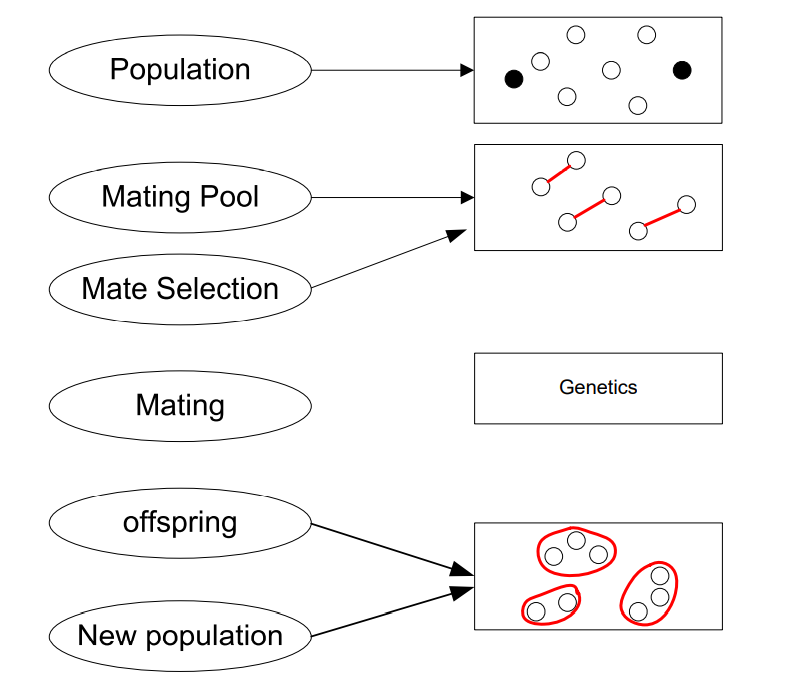 Population
Mating Pool
Mate Selection
Mating
Genetics
offspring
New population